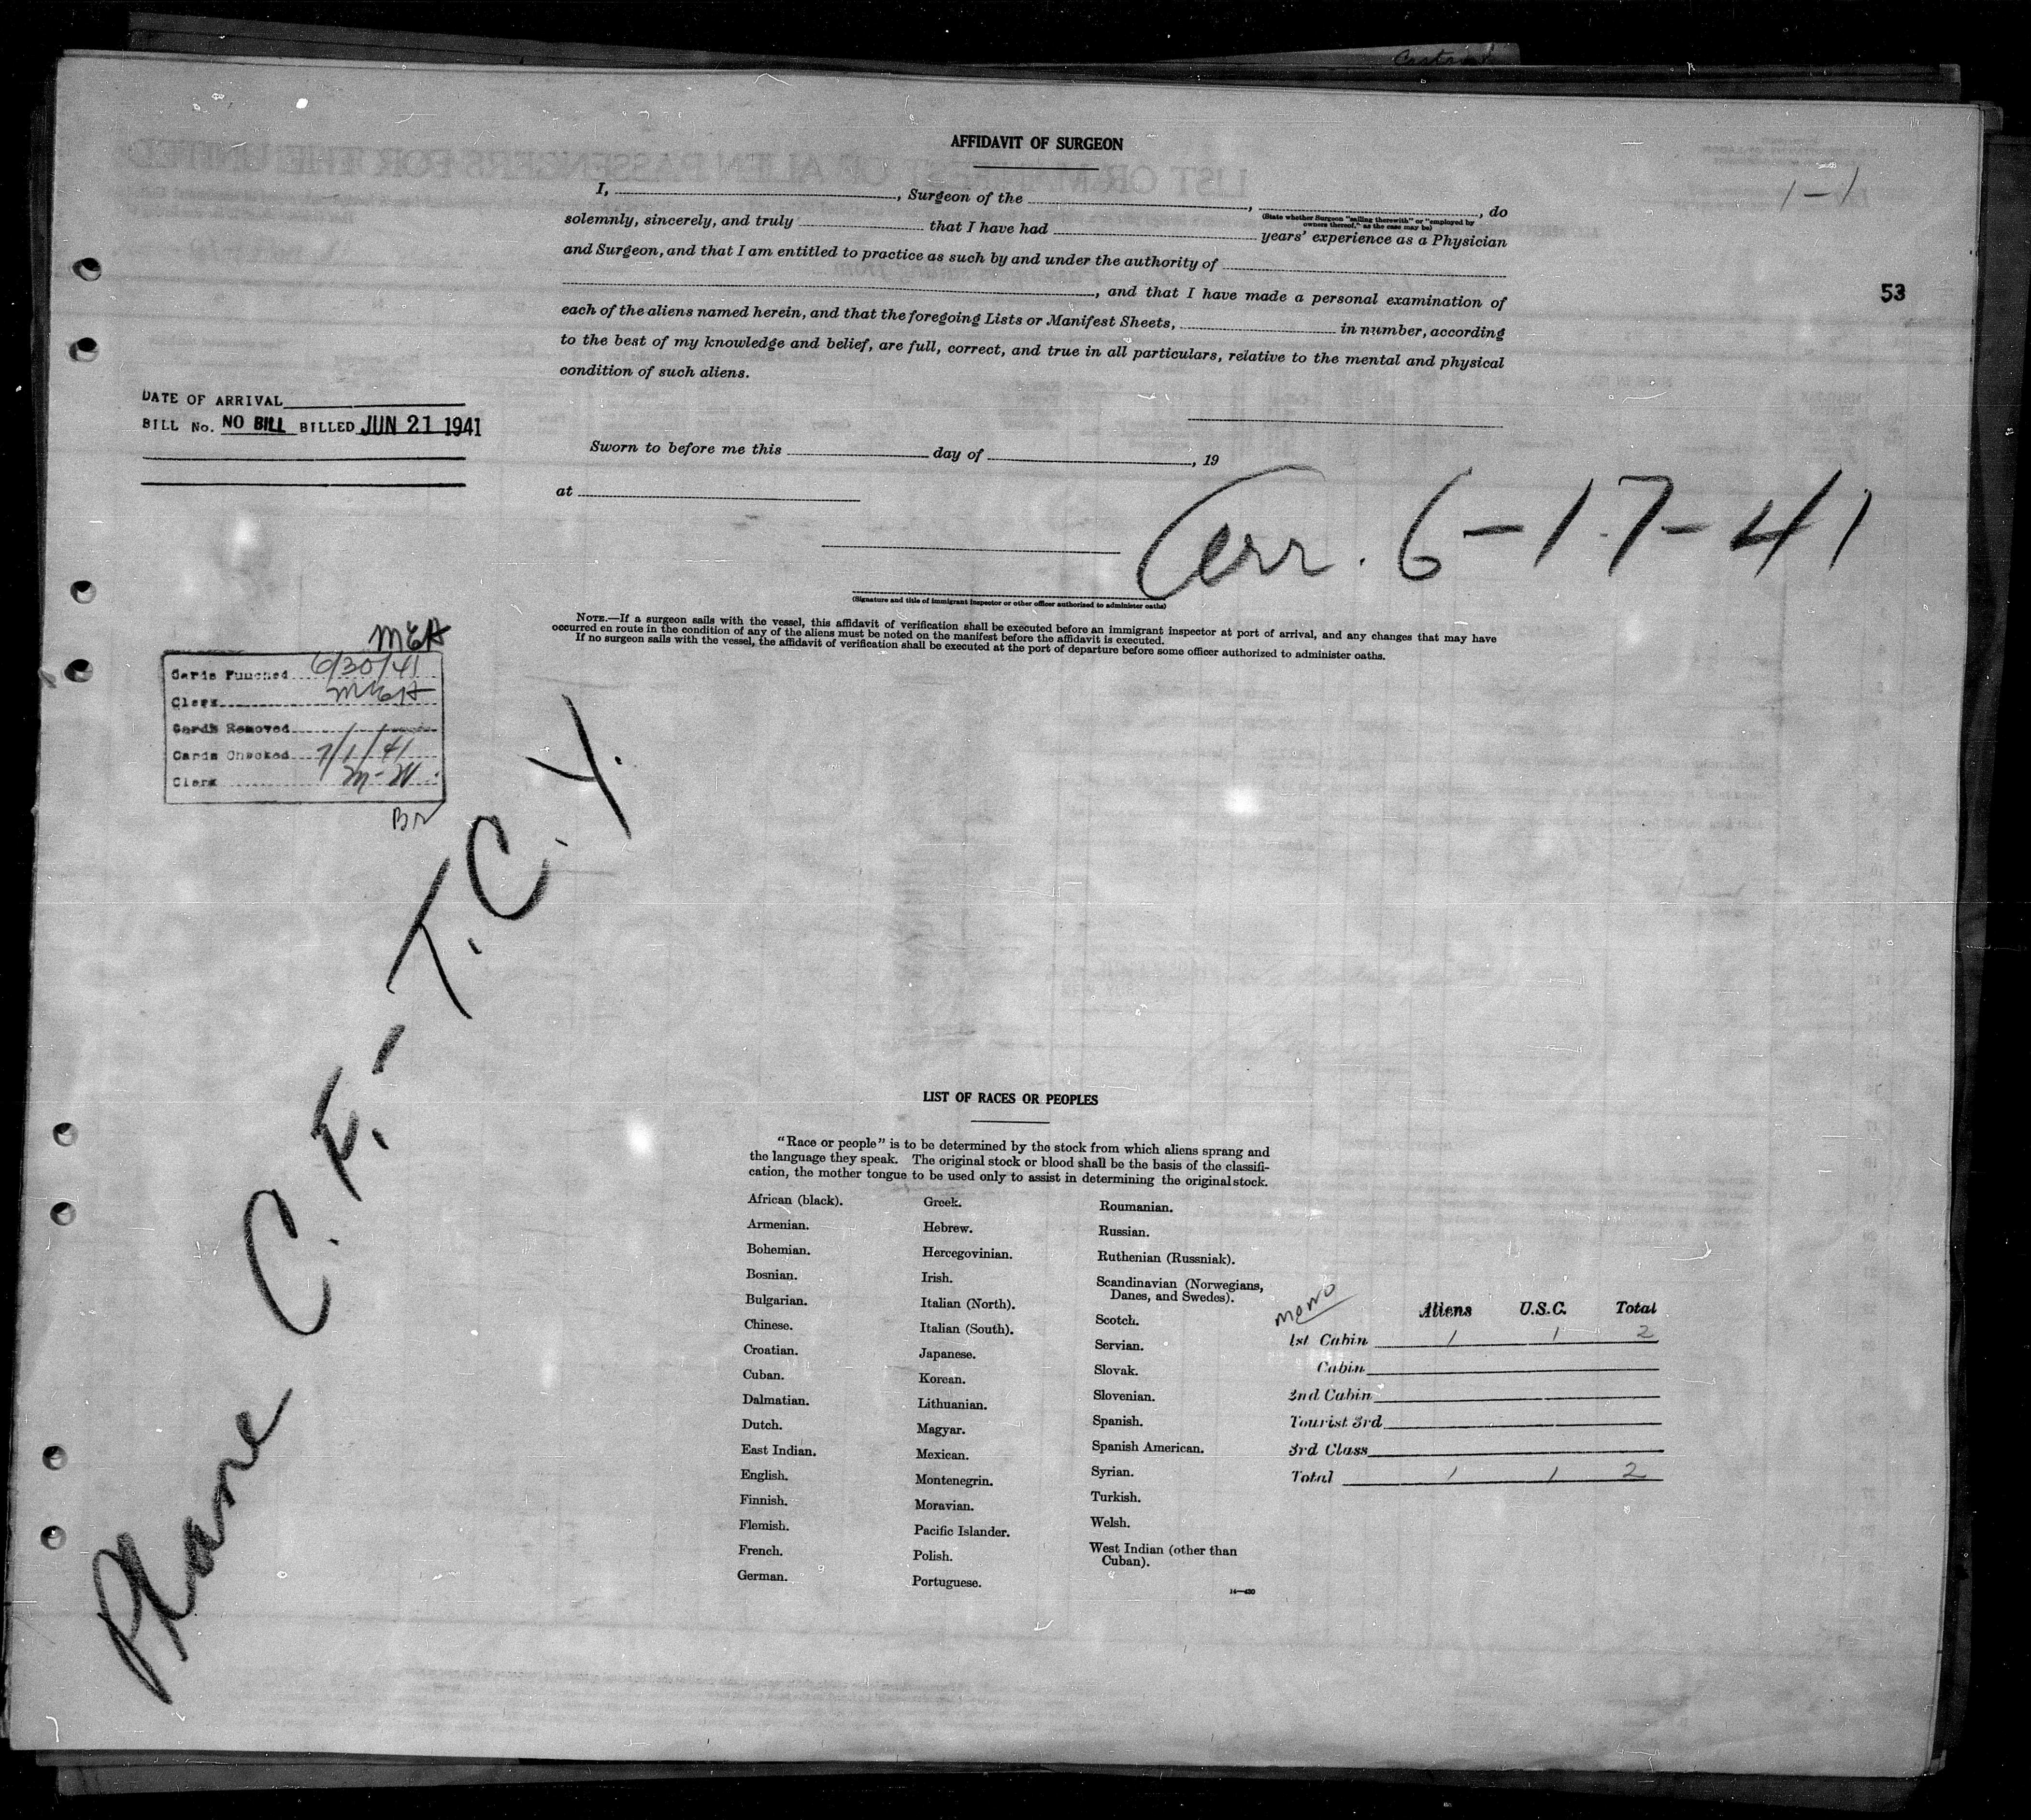 AFFIDAVIT OF SURGEON
1-1
I, , Surgeon of the , , do
(State whether Surgeon "sailing therewith" or "employed by owners thereof," as the case may be)
solemnly, sincerely, and truly that I have had years' experience as a Physician
and Surgeon, and that I am entitled to practice as such by and under the authority of
, and that I have made a personal examination of
53
each of the aliens named herein, and that the foregoing Lists or Manifest Sheets, in number, according
to the best of my knowledge and belief, are full, correct, and true in all particulars, relative to the mental and physical
condition of such aliens.
DATE OF ARRIVAL
BILL No. NO BILL BILLED JUN 21 1941
Sworn to before me this day of , 19
at
arr. 6-17-41
(Signature and title of immigrant inspector or other officer authorized to administer oaths)
NOTE.—If a surgeon sails with the vessel, this affidavit of verification shall be executed before an immigrant inspector at port of arrival, and any changes that may have
occurred en route in the condition of any of the aliens must be noted on the manifest before the affidavit is executed.
If no surgeon sails with the vessel, the affidavit of verification shall be executed at the port of departure before some officer authorized to administer oaths.
MEA
Cards Punched 6/30/41
Clerk MEA
Cards Removed
Cards Checked 7/1/41
Clerk M-W
Plane C.F.-T.C.Y.
LIST OF RACES OR PEOPLES
"Race or people" is to be determined by the stock from which aliens sprang and
the language they speak. The original stock or blood shall be the basis of the classifi-
cation, the mother tongue to be used only to assist in determining the original stock.
African (black).
Armenian.
Bohemian.
Bosnian.
Bulgarian.
Chinese.
Croatian.
Cuban.
Dalmatian.
Dutch.
East Indian.
English.
Finnish.
Flemish.
French.
German.
Greek.
Hebrew.
Hercegovinian.
Irish.
Italian (North).
Italian (South).
Japanese.
Korean.
Lithuanian.
Magyar.
Mexican.
Montenegrin.
Moravian.
Pacific Islander.
Polish.
Portuguese.
Roumanian.
Russian.
Ruthenian (Russniak).
Scandinavian (Norwegians,
Danes, and Swedes).
Scotch.
Servian.
Slovak.
Slovenian.
Spanish.
Spanish American.
Syrian.
Turkish.
Welsh.
West Indian (other than
Cuban).
14—430
memo
Aliens U.S.C. Total
1st Cabin 1 1 2
Cabin
2nd Cabin
Tourist 3rd
3rd Class
Total 1 1 2